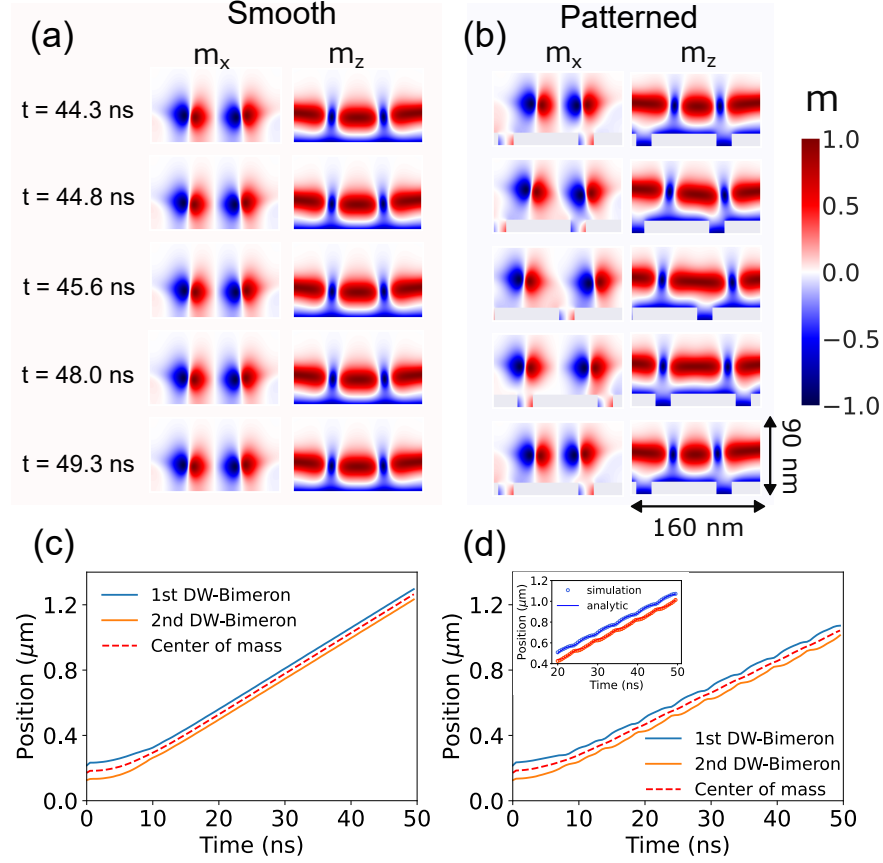 (a)
Smooth
m_x
m_z
t = 44.3 ns
t = 44.8 ns
t = 45.6 ns
t = 48.0 ns
t = 49.3 ns
(b)
Patterned
m_x
m_z
m
1.0
0.5
0.0
−0.5
−1.0
90 nm
160 nm
(c)
Position (μm)
1.2
0.8
0.4
0.0
1st DW-Bimeron
2nd DW-Bimeron
Center of mass
0 10 20 30 40 50
Time (ns)
(d)
Position (μm)
1.2
0.8
0.4
0.0
Position (μm)
1.2
1.0
0.8
0.6
0.4
simulation
analytic
20 30 40 50
Time (ns)
1st DW-Bimeron
2nd DW-Bimeron
Center of mass
0 10 20 30 40 50
Time (ns)